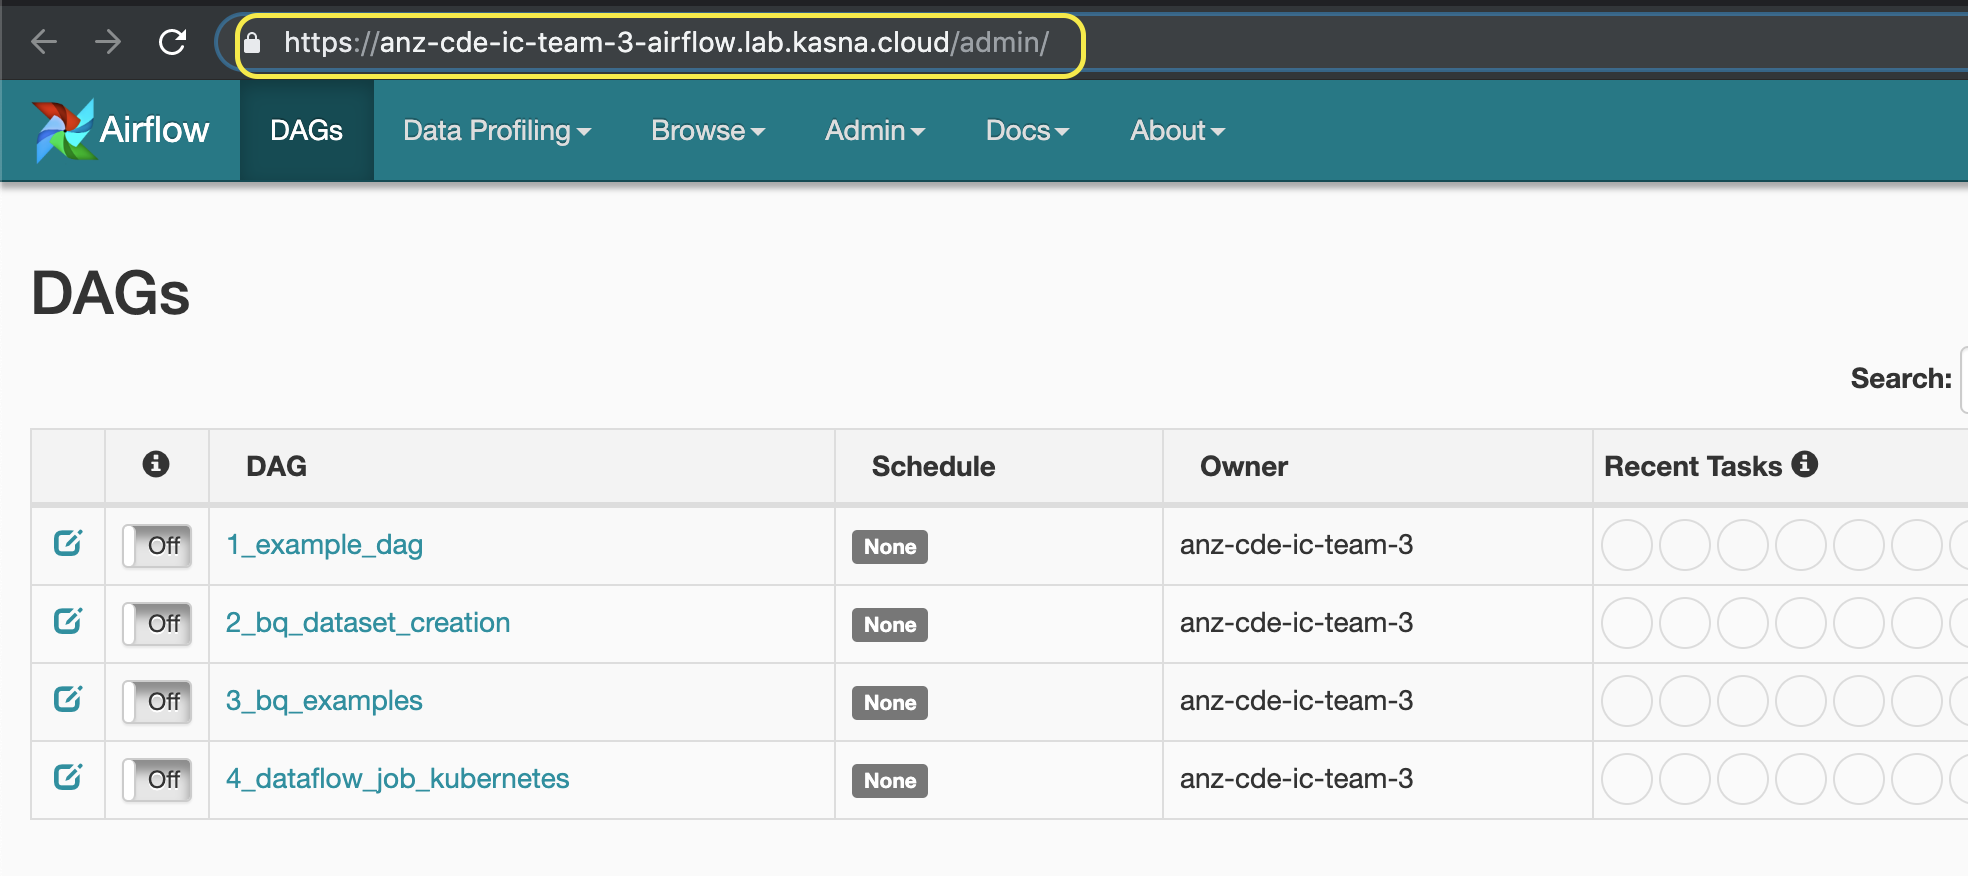 https://anz-cde-ic-team-3-airflow.lab.kasna.cloud/admin/
Airflow DAGs Data Profiling Browse Admin Docs About
DAGs
Search:
DAG Schedule Owner Recent Tasks
Off 1_example_dag None anz-cde-ic-team-3
Off 2_bq_dataset_creation None anz-cde-ic-team-3
Off 3_bq_examples None anz-cde-ic-team-3
Off 4_dataflow_job_kubernetes None anz-cde-ic-team-3